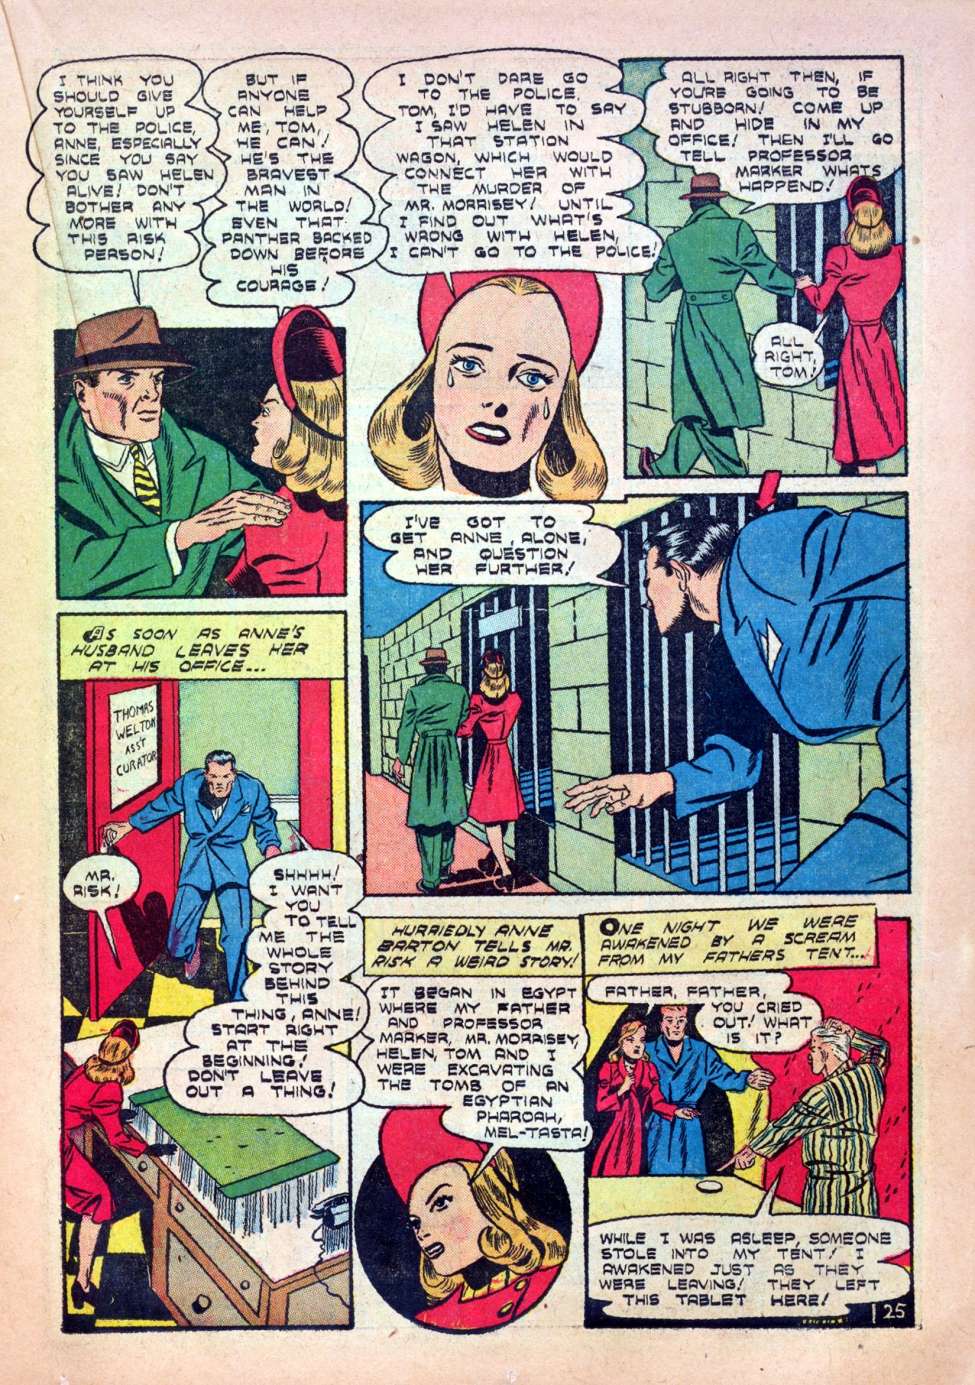 I THINK YOU
SHOULD GIVE
YOURSELF UP
TO THE POLICE,
ANNE, ESPECIALLY
SINCE YOU SAY
YOU SAW HELEN
ALIVE! DON'T
BOTHER ANY
MORE WITH
THIS RISK
PERSON!
BUT IF
ANYONE
CAN HELP
ME, TOM,
HE CAN!
HE'S THE
BRAVEST
MAN IN
THE WORLD!
EVEN THAT
PANTHER BACKED
DOWN BEFORE
HIS
COURAGE!
I DON'T DARE GO
TO THE POLICE,
TOM, I'D HAVE TO SAY
I SAW HELEN IN
THAT STATION
WAGON, WHICH WOULD
CONNECT HER WITH
THE MURDER OF
MR. MORRISEY! UNTIL
I FIND OUT WHAT'S
WRONG WITH HELEN,
I CAN'T GO TO THE POLICE!
ALL RIGHT THEN, IF
YOU'RE GOING TO BE
STUBBORN! COME UP
AND HIDE IN MY
OFFICE! THEN I'LL GO
TELL PROFESSOR
MARKER WHATS
HAPPEND!
ALL
RIGHT,
TOM!
I'VE GOT TO
GET ANNE, ALONE,
AND QUESTION
HER FURTHER!
AS SOON AS ANNE'S
HUSBAND LEAVES HER
AT HIS OFFICE...
THOMAS
WELTON
ASS'T
CURATOR
MR.
RISK!
SHHHH!
I WANT
YOU
TO TELL
ME THE
WHOLE
STORY
BEHIND
THIS
THING, ANNE!
START RIGHT
AT THE
BEGINNING!
DON'T LEAVE
OUT A THING!
HURRIEDLY ANNE
BARTON TELLS MR.
RISK A WEIRD STORY!
IT BEGAN IN EGYPT
WHERE MY FATHER
AND PROFESSOR
MARKER, MR. MORRISEY,
HELEN, TOM AND I
WERE EXCAVATING
THE TOMB OF AN
EGYPTIAN
PHAROAH,
MEL-TASTA!
ONE NIGHT WE WERE
AWAKENED BY A SCREAM
FROM MY FATHERS TENT...
FATHER, FATHER,
YOU CRIED
OUT! WHAT
IS IT?
WHILE I WAS ASLEEP, SOMEONE
STOLE INTO MY TENT! I
AWAKENED JUST AS THEY
WERE LEAVING! THEY LEFT
THIS TABLET HERE!
25